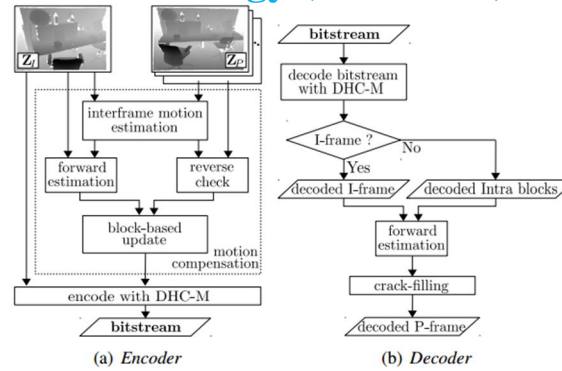 Z_I
Z_P
interframe motion
estimation
forward
estimation
reverse
check
block-based
update
motion
compensation
encode with DHC-M
bitstream
(a) Encoder
bitstream
decode bitstream
with DHC-M
I-frame ?
No
Yes
decoded I-frame
decoded Intra blocks
forward
estimation
crack-filling
decoded P-frame
(b) Decoder